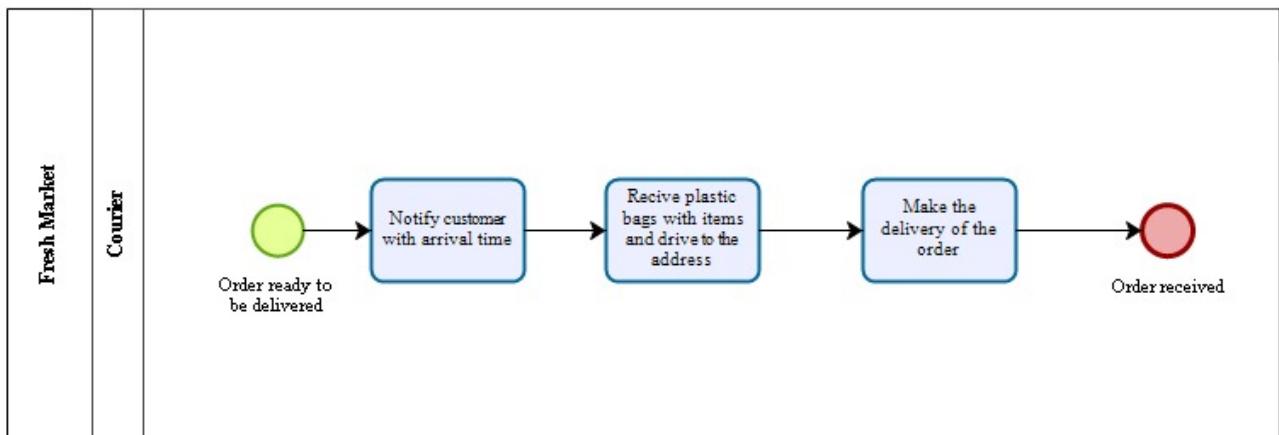 Fresh Market
Courier
Order ready to
be delivered
Notify customer
with arrival time
Recive plastic
bags with items
and drive to the
address
Make the
delivery of the
order
Order received